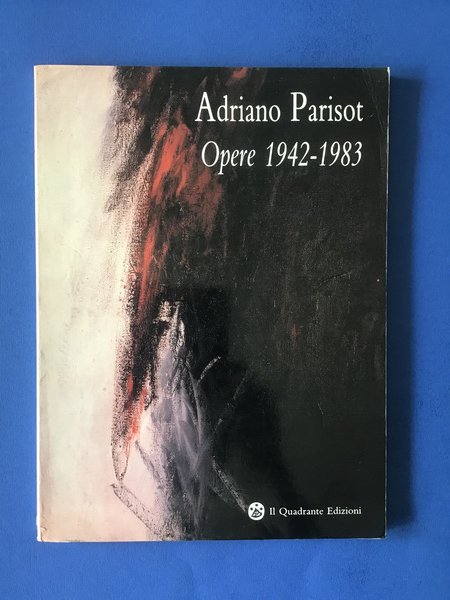 Adriano Parisot
Opere 1942-1983
Il Quadrante Edizioni